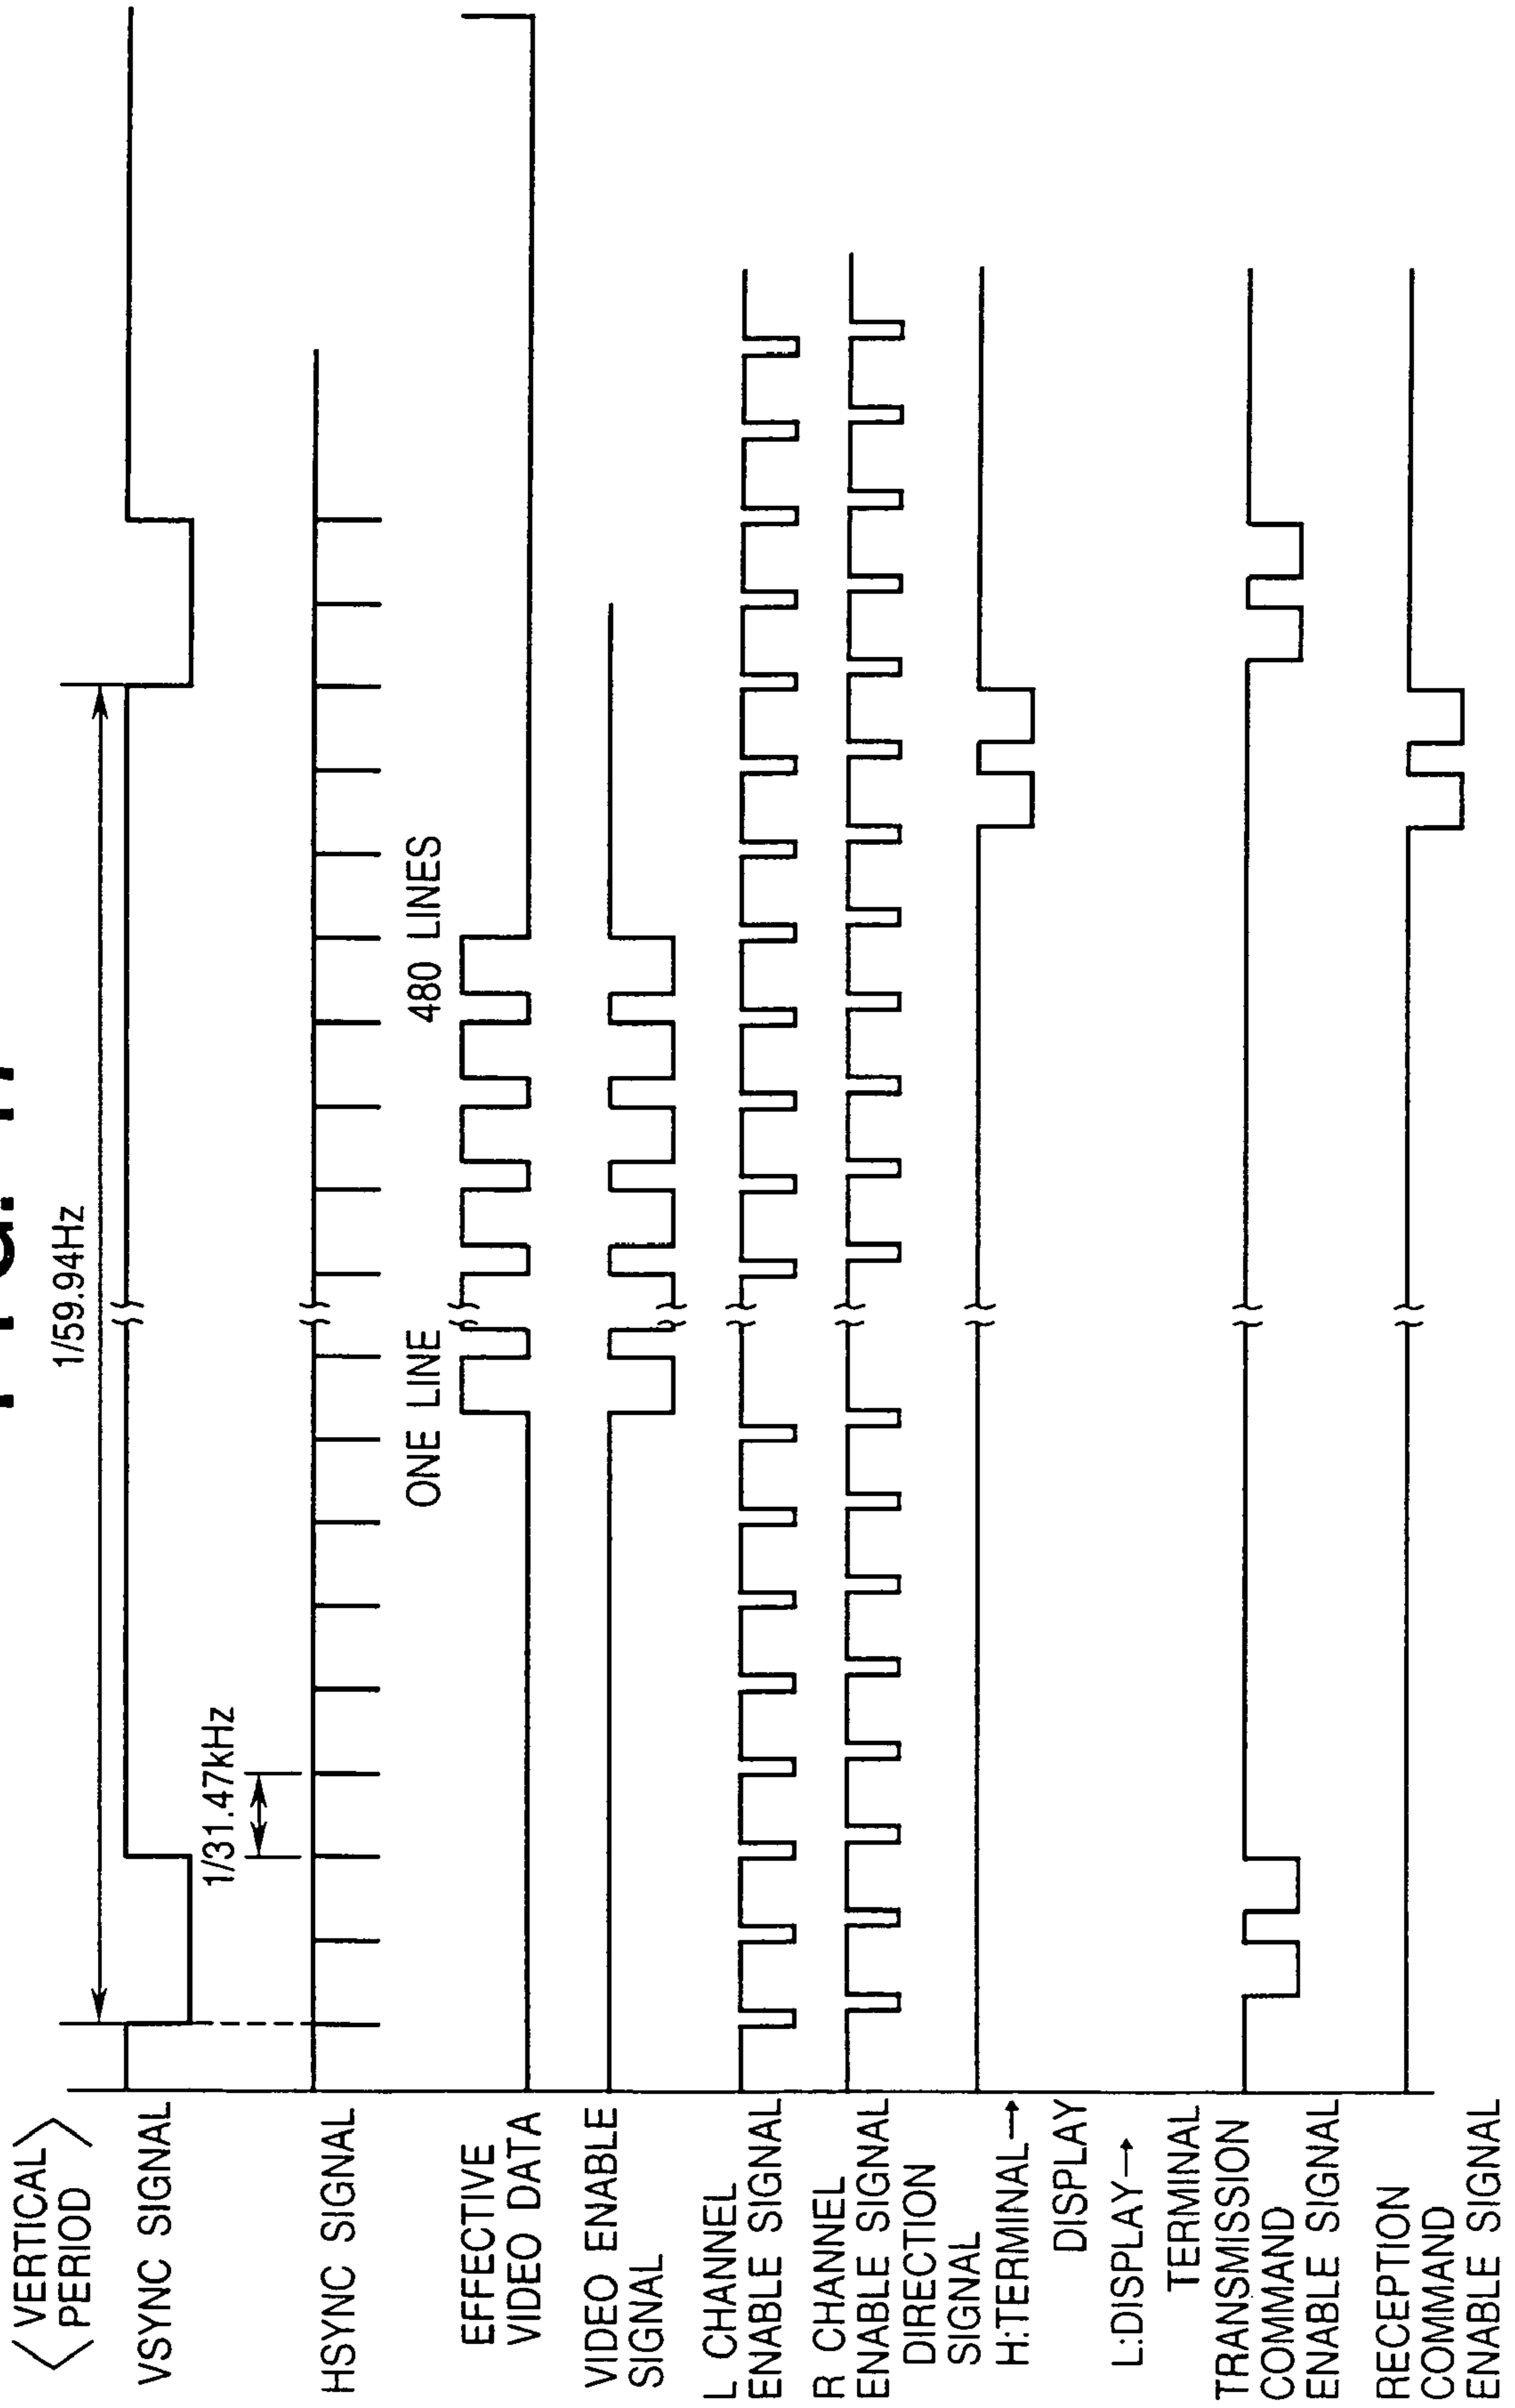 〈VERTICAL
PERIOD〉
1/59.94Hz
VSYNC SIGNAL
1/31.47kHz
HSYNC SIGNAL
ONE LINE
480 LINES
EFFECTIVE
VIDEO DATA
VIDEO ENABLE
SIGNAL
L CHANNEL
ENABLE SIGNAL
R CHANNEL
ENABLE SIGNAL
DIRECTION
SIGNAL
H:TERMINAL→
DISPLAY
L:DISPLAY→
TERMINAL
TRANSMISSION
COMMAND
ENABLE SIGNAL
RECEPTION
COMMAND
ENABLE SIGNAL